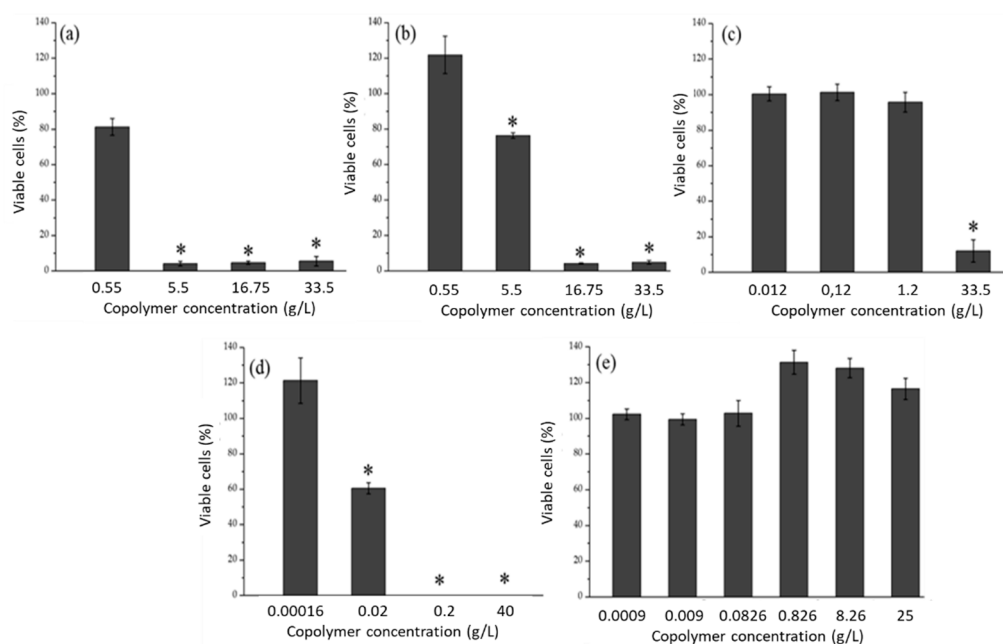 (a)
140
120
100
80
60
40
20
0
Viable cells (%)
* * *
0.55 5.5 16.75 33.5
Copolymer concentration (g/L)
(b)
140
120
100
80
60
40
20
0
Viable cells (%)
*
* *
0.55 5.5 16.75 33.5
Copolymer concentration (g/L)
(c)
140
120
100
80
60
40
20
0
Viable cells (%)
*
0.012 0,12 1.2 33.5
Copolymer concentration (g/L)
(d)
140
120
100
80
60
40
20
0
Viable cells (%)
*
* *
0.00016 0.02 0.2 40
Copolymer concentration (g/L)
(e)
140
120
100
80
60
40
20
0
Viable cells (%)
0.0009 0.009 0.0826 0.826 8.26 25
Copolymer concentration (g/L)